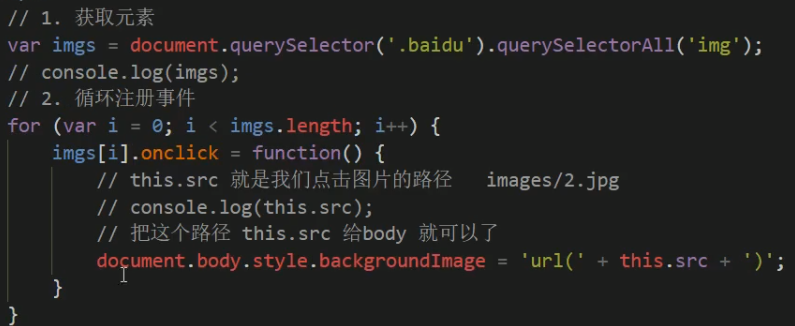 // 1. 获取元素
var imgs = document.querySelector('.baidu').querySelectorAll('img');
// console.log(imgs);
// 2. 循环注册事件
for (var i = 0; i < imgs.length; i++) {
    imgs[i].onclick = function() {
        // this.src 就是我们点击图片的路径   images/2.jpg
        // console.log(this.src);
        // 把这个路径 this.src 给body 就可以了
        document.body.style.backgroundImage = 'url(' + this.src + ')';
    }
}